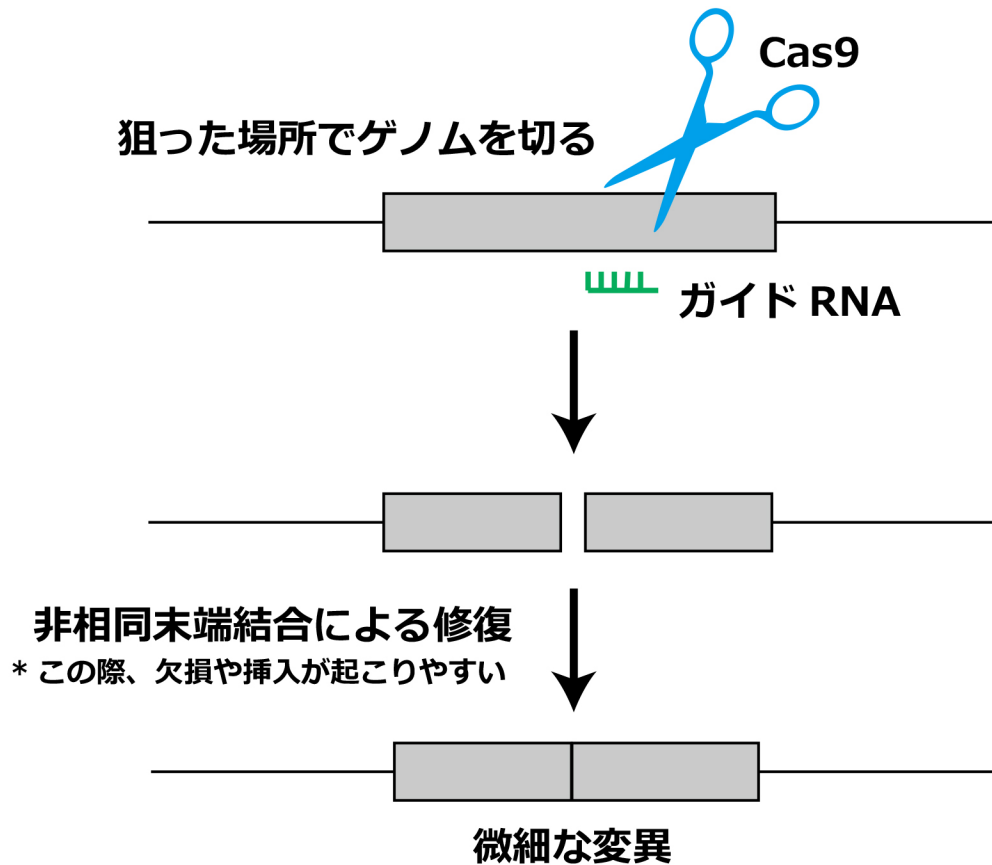 Cas9
狙った場所でゲノムを切る
ガイド RNA
非相同末端結合による修復
* この際、欠損や挿入が起こりやすい
微細な変異